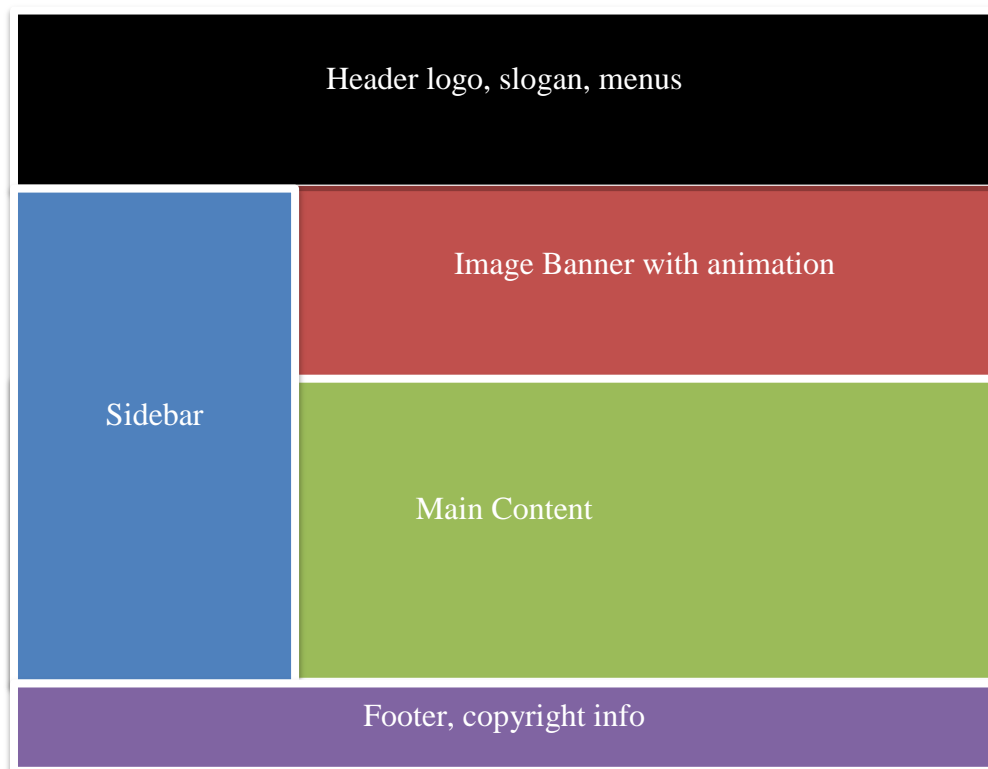 Header logo, slogan, menus
Image Banner with animation
Sidebar
Main Content
Footer, copyright info